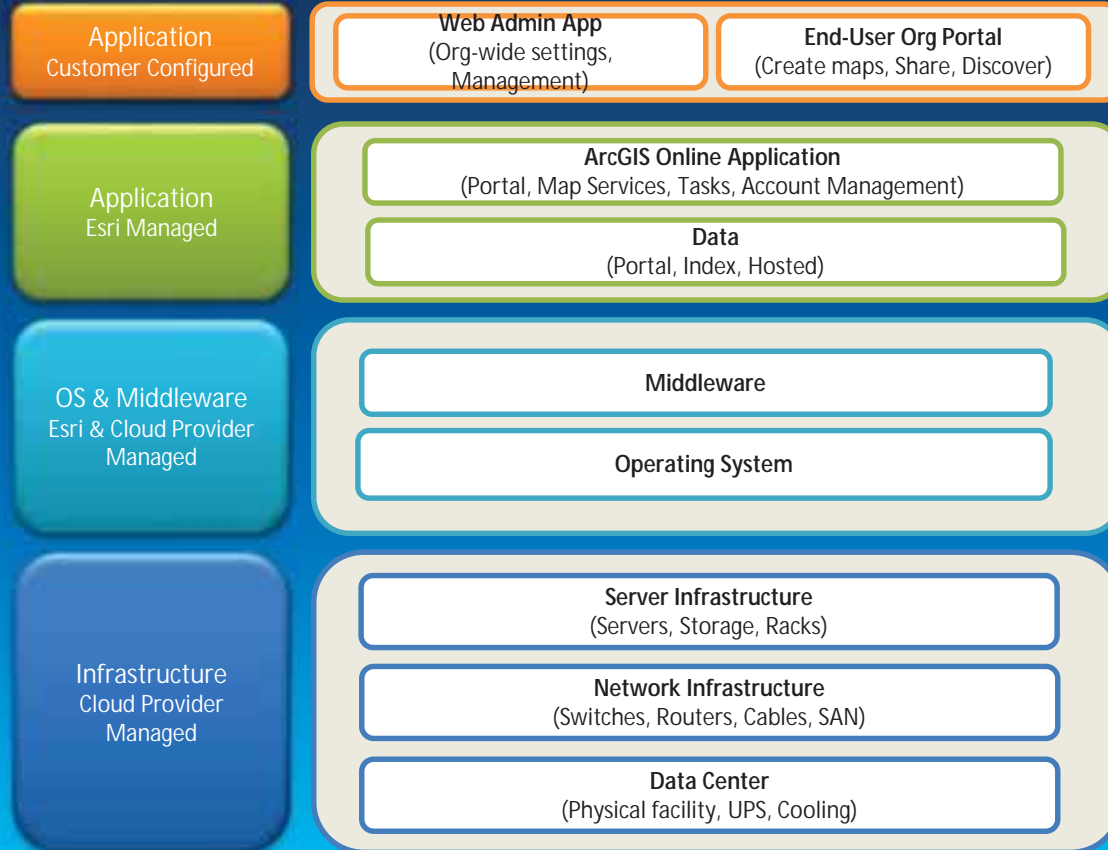 Application
Customer Configured
Web Admin App
(Org-wide settings,
Management)
End-User Org Portal
(Create maps, Share, Discover)
Application
Esri Managed
ArcGIS Online Application
(Portal, Map Services, Tasks, Account Management)
Data
(Portal, Index, Hosted)
OS & Middleware
Esri & Cloud Provider
Managed
Middleware
Operating System
Infrastructure
Cloud Provider
Managed
Server Infrastructure
(Servers, Storage, Racks)
Network Infrastructure
(Switches, Routers, Cables, SAN)
Data Center
(Physical facility, UPS, Cooling)